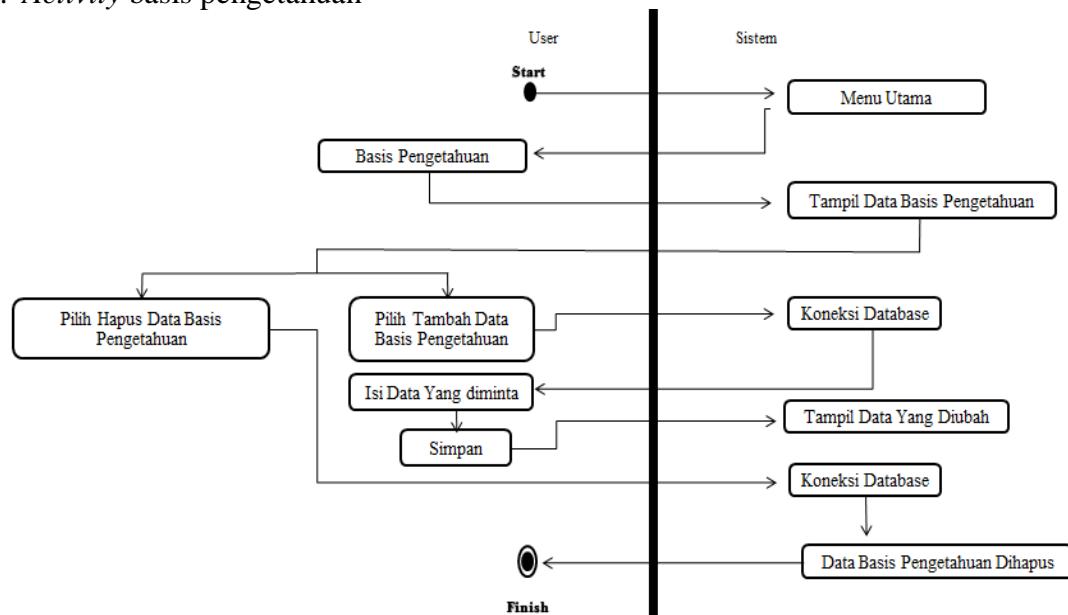 Activity basis pengetahuan
User
Sistem
Start
Menu Utama
Basis Pengetahuan
Tampil Data Basis Pengetahuan
Pilih Hapus Data Basis
Pengetahuan
Pilih Tambah Data
Basis Pengetahuan
Koneksi Database
Isi Data Yang diminta
Tampil Data Yang Diubah
Simpan
Koneksi Database
Data Basis Pengetahuan Dihapus
Finish